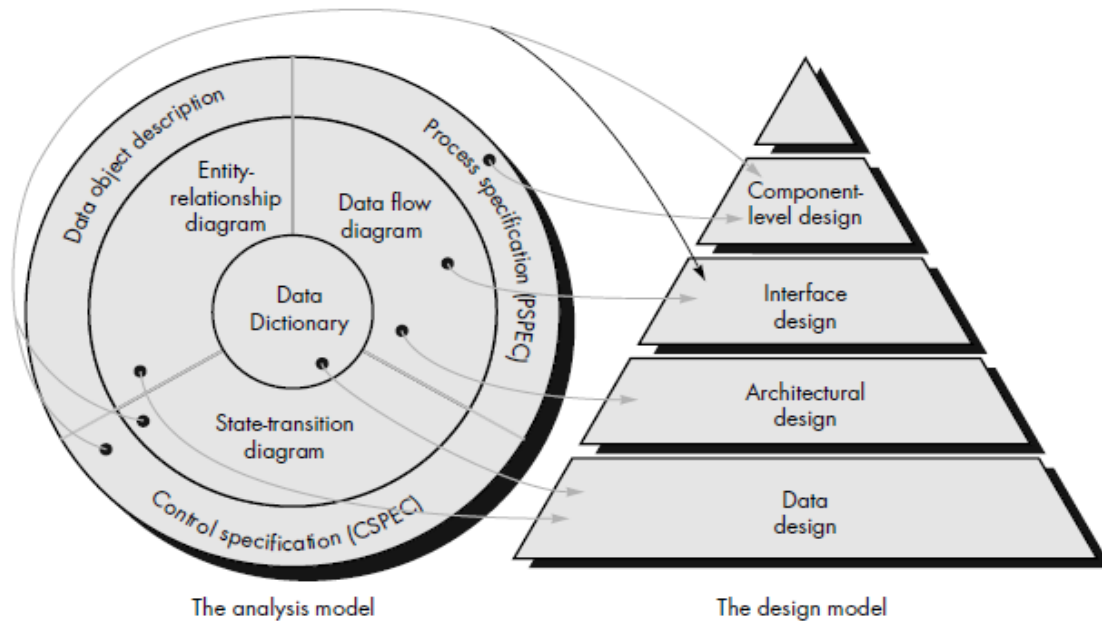 Data object description
Entity-
relationship
diagram
Data flow
diagram
Process specification (PSPEC)
Data
Dictionary
State-transition
diagram
Control specification (CSPEC)
The analysis model
Component-
level design
Interface
design
Architectural
design
Data
design
The design model